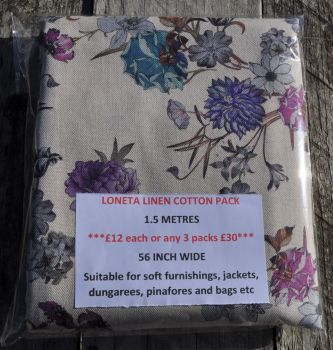 LONETA LINEN COTTON PACK
1.5 METRES
***£12 each or any 3 packs £30***
56 INCH WIDE
Suitable for soft furnishings, jackets,
dungarees, pinafores and bags etc